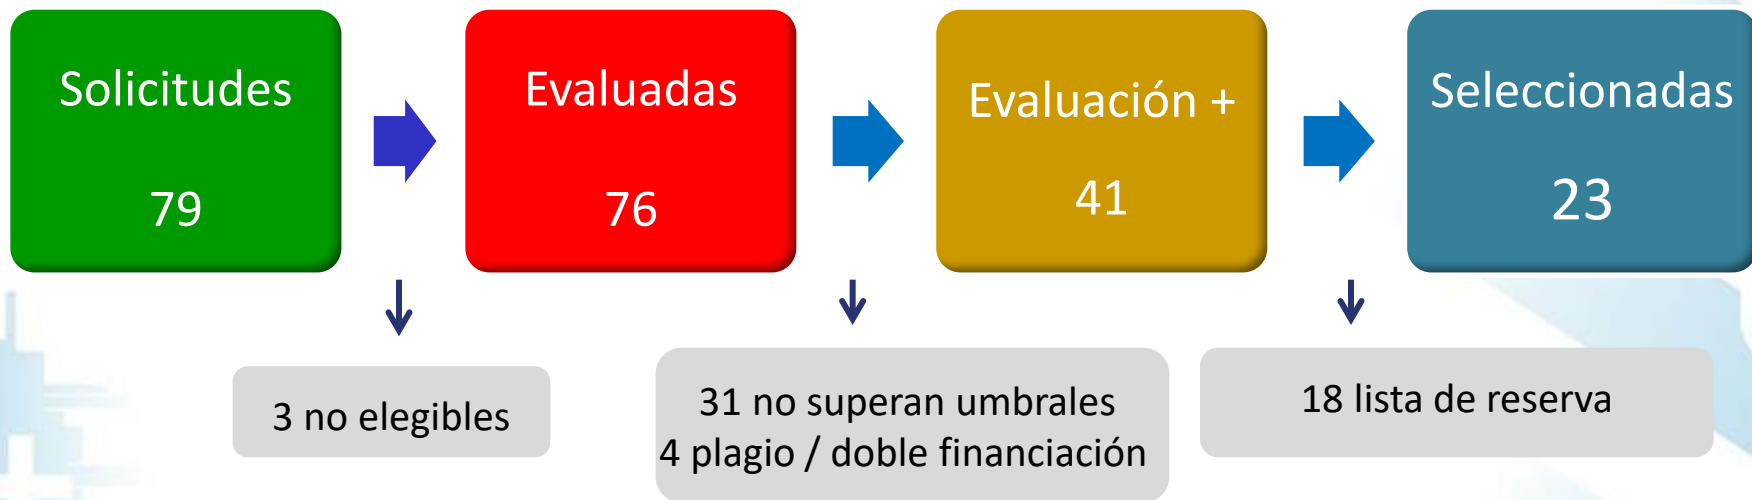 Solicitudes
79
Evaluadas
76
Evaluación +
41
Seleccionadas
23
3 no elegibles
31 no superan umbrales
4 plagio / doble financiación
18 lista de reserva